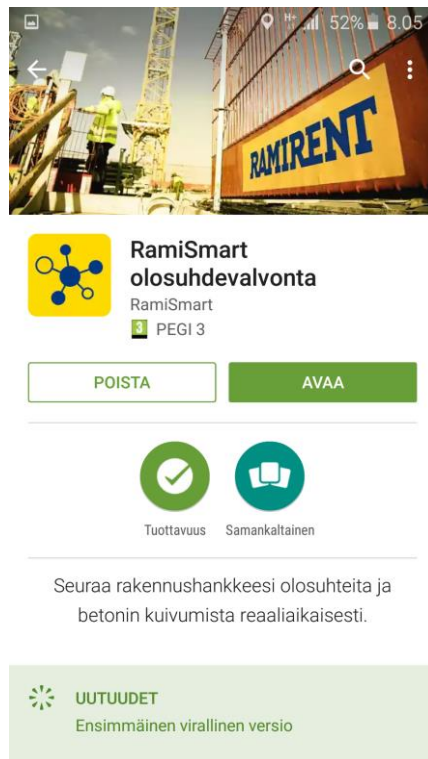 H+ 52% 8.05
RAMIRENT
RamiSmart
olosuhdevalvonta
RamiSmart
3 PEGI 3
POISTA
AVAA
Tuottavuus
Samankaltainen
Seuraa rakennushankkeesi olosuhteita ja
betonin kuivumista reaaliaikaisesti.
UUTUUDET
Ensimmäinen virallinen versio